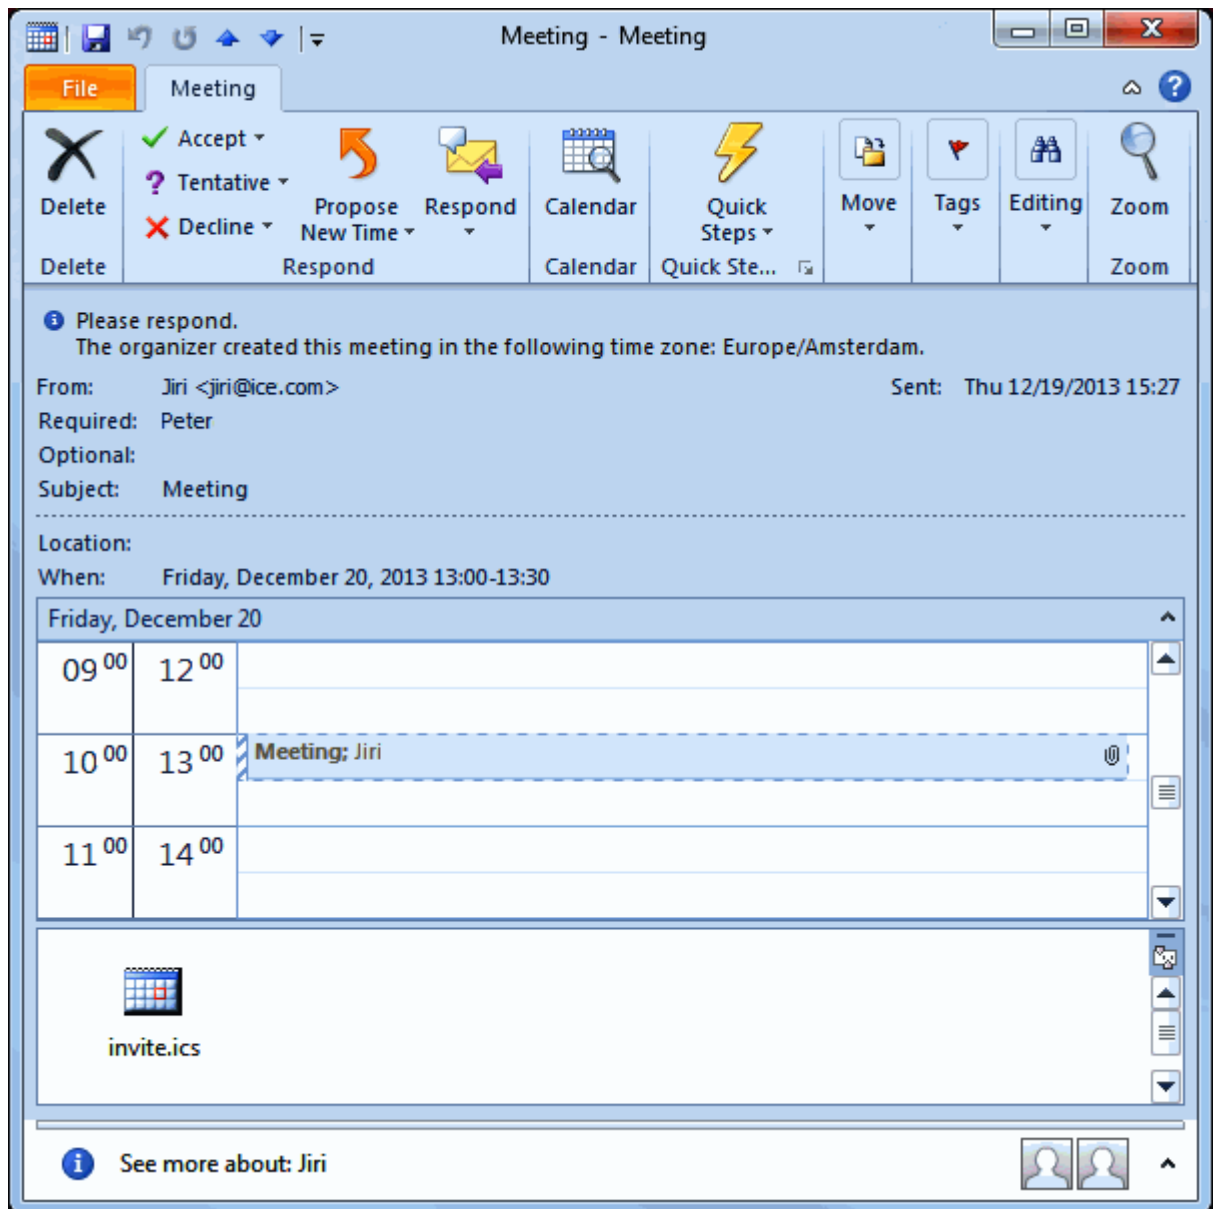 Meeting - Meeting
File Meeting
Accept
Tentative
Decline
Delete
Propose New Time
Respond
Calendar
Quick Steps
Move
Tags
Editing
Zoom
Delete Respond Calendar Quick Ste... Zoom
Please respond.
The organizer created this meeting in the following time zone: Europe/Amsterdam.
From: Jiri <jiri@ice.com> Sent: Thu 12/19/2013 15:27
Required: Peter
Optional:
Subject: Meeting
Location:
When: Friday, December 20, 2013 13:00-13:30
Friday, December 20
09 00 12 00
10 00 13 00 Meeting; Jiri
11 00 14 00
invite.ics
See more about: Jiri